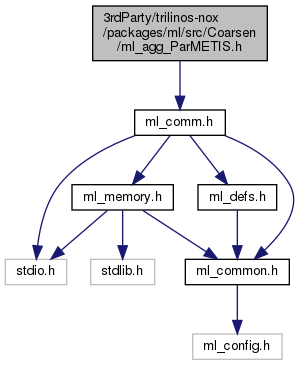 3rdParty/trilinos-nox
/packages/ml/src/Coarsen
/ml_agg_ParMETIS.h
ml_comm.h
ml_memory.h
ml_defs.h
stdio.h
stdlib.h
ml_common.h
ml_config.h